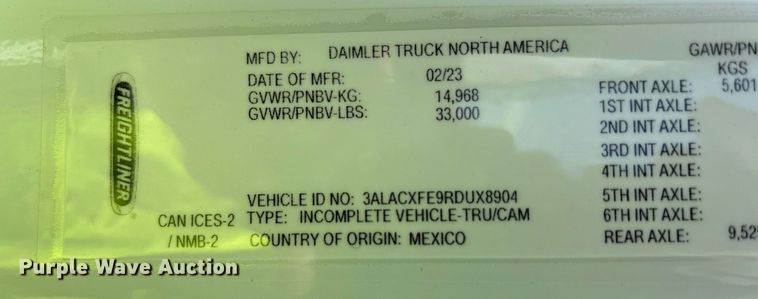 MFD BY: DAIMLER TRUCK NORTH AMERICA GAWR/PN
KGS
DATE OF MFR: 02/23
GVWR/PNBV-KG: 14,968
GVWR/PNBV-LBS: 33,000
FRONT AXLE: 5,601
1ST INT AXLE:
2ND INT AXLE:
3RD INT AXLE:
4TH INT AXLE:
5TH INT AXLE:
6TH INT AXLE:
REAR AXLE: 9,52
FREIGHTLINER
VEHICLE ID NO: 3ALACXFE9RDUX8904
CAN ICES-2 TYPE: INCOMPLETE VEHICLE-TRU/CAM
/ NMB-2 COUNTRY OF ORIGIN: MEXICO
Purple Wave Auction